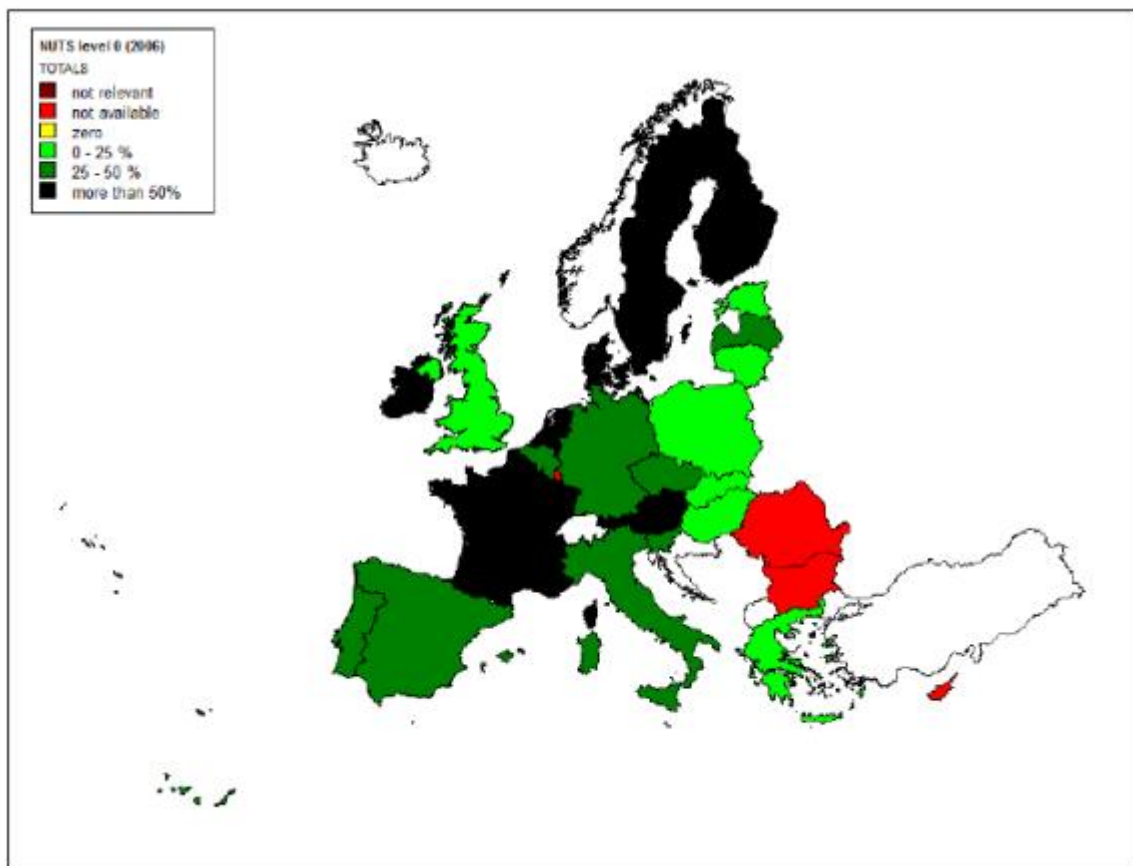 NUTS level 0 (2006)
TOTALS
not relevant
not available
zero
0 - 25 %
25 - 50 %
more than 50%